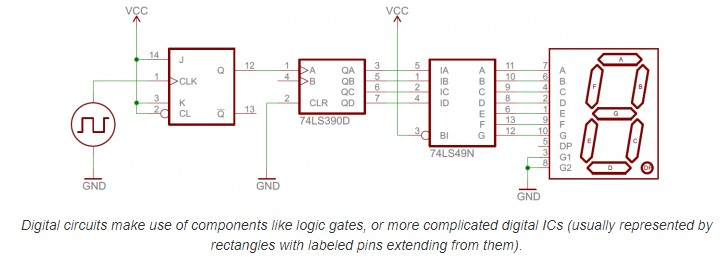 VCC
VCC
14 J Q 12
1 CLK
3 K
2 CL Q 13
GND
1 A QA 3
4 B QB 5
QC 6
2 CLR QD 7
74LS390D
GND
5 IA A 11
1 IB B 10
2 IC C 9
4 ID D 8
E 6
F 13
3 BI G 12
74LS49N
7 A
6 B
4 C
2 D
1 E
9 F
10 G
5 DP
3 G1
8 G2
GND
A
F B
G
E C
D DP
Digital circuits make use of components like logic gates, or more complicated digital ICs (usually represented by
rectangles with labeled pins extending from them).